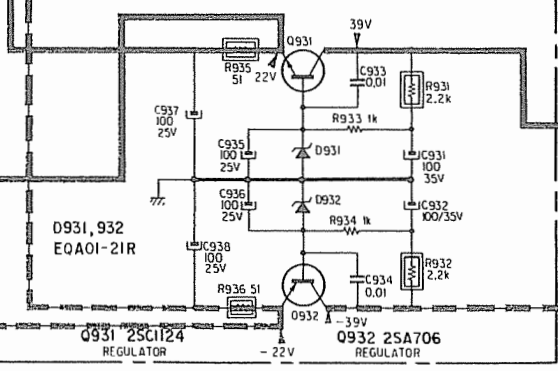 39V
Q931
R935
51
22V
C933
0.01
R931
2.2k
C937
100
25V
R933 1k
C935
100
25V
D931
C931
100
35V
C936
100
25V
D932
C932
100/35V
R934 1k
D931,932
EQA01-21R
C938
100
25V
R932
2.2k
C934
0.01
R936 51
Q932
-39V
Q931 2SC1124
REGULATOR
-22V
Q932 2SA706
REGULATOR